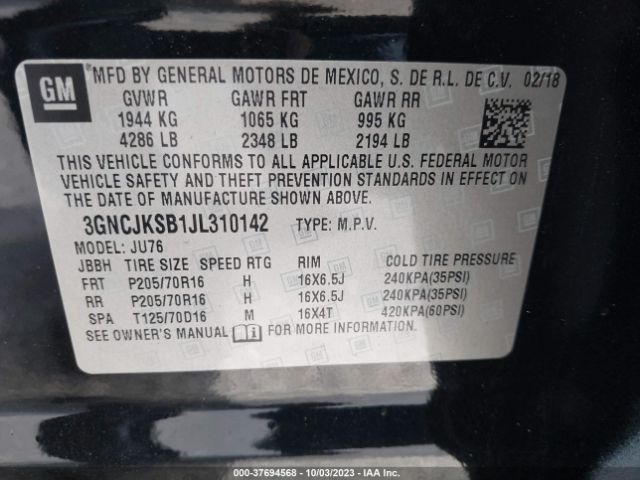 GM
MFD BY GENERAL MOTORS DE MEXICO, S. DE R.L. DE C.V. 02/18
GVWR GAWR FRT GAWR RR
1944 KG 1065 KG 995 KG
4286 LB 2348 LB 2194 LB
THIS VEHICLE CONFORMS TO ALL APPLICABLE U.S. FEDERAL MOTOR
VEHICLE SAFETY AND THEFT PREVENTION STANDARDS IN EFFECT ON
THE DATE OF MANUFACTURE SHOWN ABOVE.
3GNCJKSB1JL310142 TYPE: M.P.V.
MODEL: JU76
JBBH TIRE SIZE SPEED RTG RIM COLD TIRE PRESSURE
FRT P205/70R16 H 16X6.5J 240KPA(35PSI)
RR P205/70R16 H 16X6.5J 240KPA(35PSI)
SPA T125/70D16 M 16X4T 420KPA(60PSI)
SEE OWNER'S MANUAL FOR MORE INFORMATION.
© 00-37694568 - 10/03/2023 - IAA Inc.